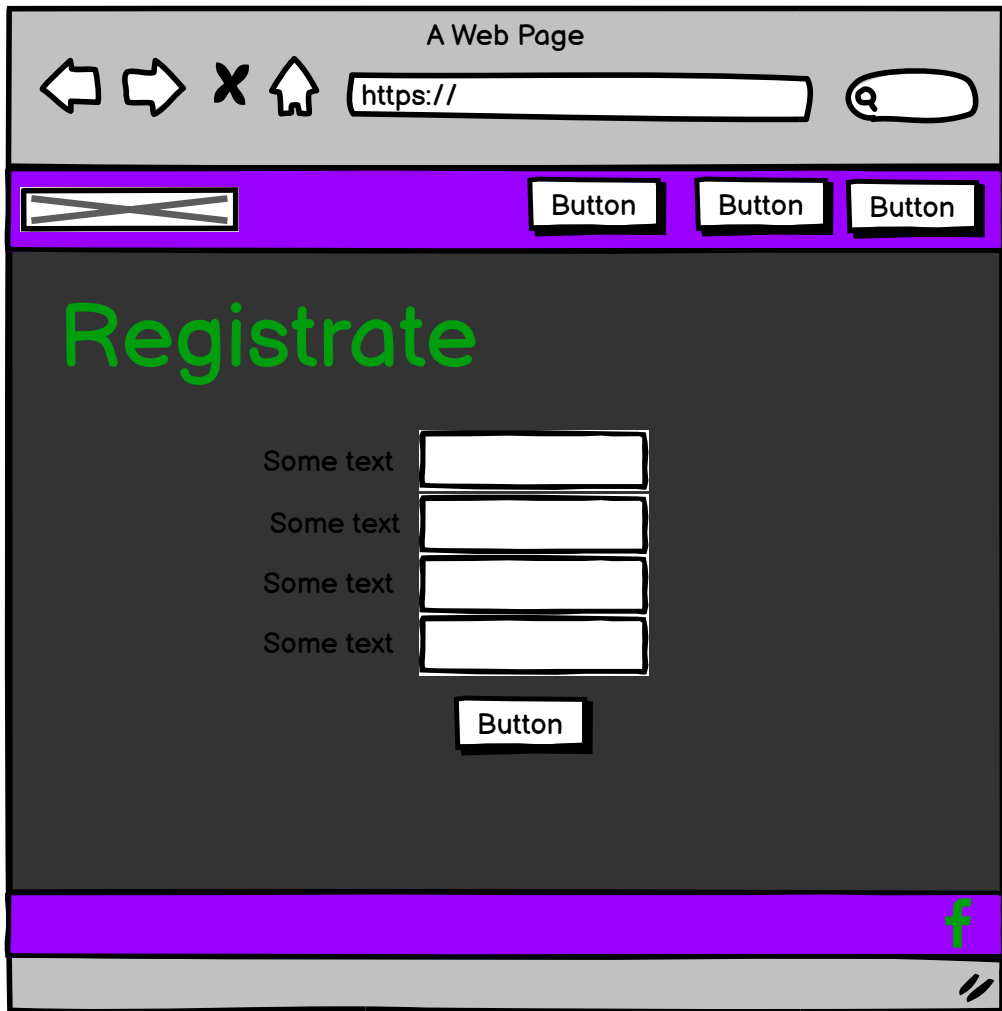 A Web Page
https://
Button Button Button
Registrate
Some text
Some text
Some text
Some text
Button
f